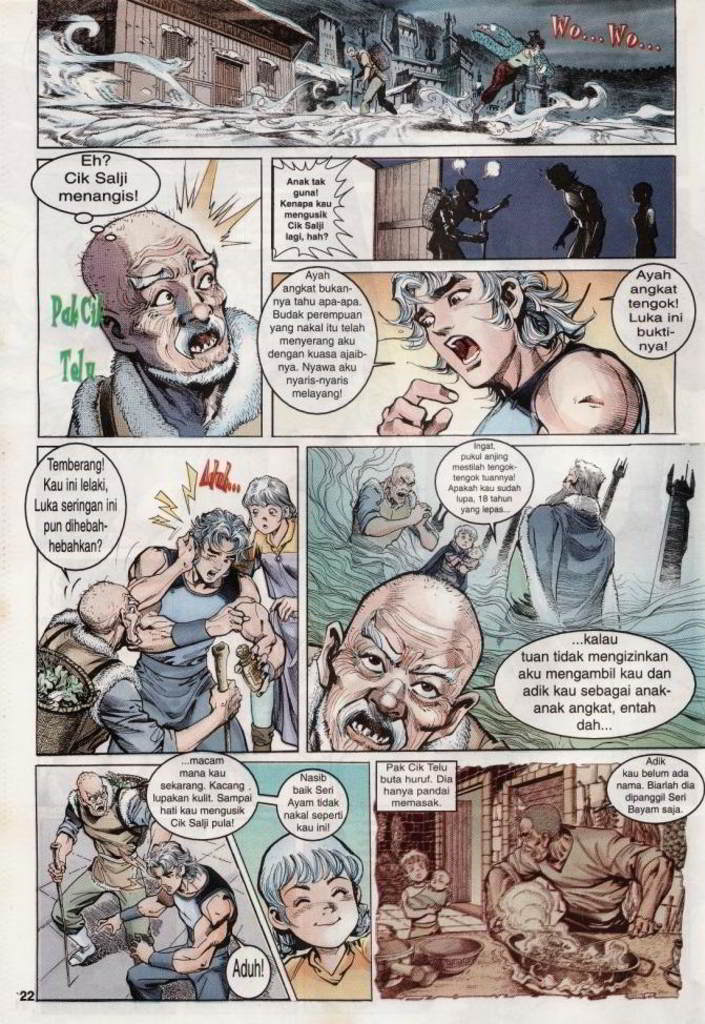 Wo... Wo...
Eh?
Cik Salji
menangis!
Pak Cik
Telu
Anak tak
guna!
Kenapa kau
mengusik
Cik Salji
lagi, hah?
Ayah
angkat bukan-
nya tahu apa-apa.
Budak perempuan
yang nakal itu telah
menyerang aku
dengan kuasa ajaib-
nya. Nyawa aku
nyaris-nyaris
melayang!
Ayah
angkat
tengok!
Luka ini
bukti-
nya!
Temberang!
Kau ini lelaki,
Luka seringan ini
pun dihebah-
hebahkan?
Aduh...
Ingat,
pukul anjing
mestilah tengok-
tengok tuannya!
Kau aku sudah
lupa, 18 tahun
yang lepas...
...kalau
tuan tidak mengizinkan
aku mengambil kau dan
adik kau sebagai anak-
anak angkat, entah
dah...
...macam
mana kau
sekarang. Kacang
lupakan kulit. Sampai
hati kau mengusik
Cik Salji pula!
Nasib
baik Seri
Ayam tidak
nakal seperti
kau ini!
Aduh!
Pak Cik Telu
buta huruf. Dia
hanya pandai
memasak.
Adik
kau belum ada
nama. Biarlah dia
dipanggil Seri
Bayam saja.
22